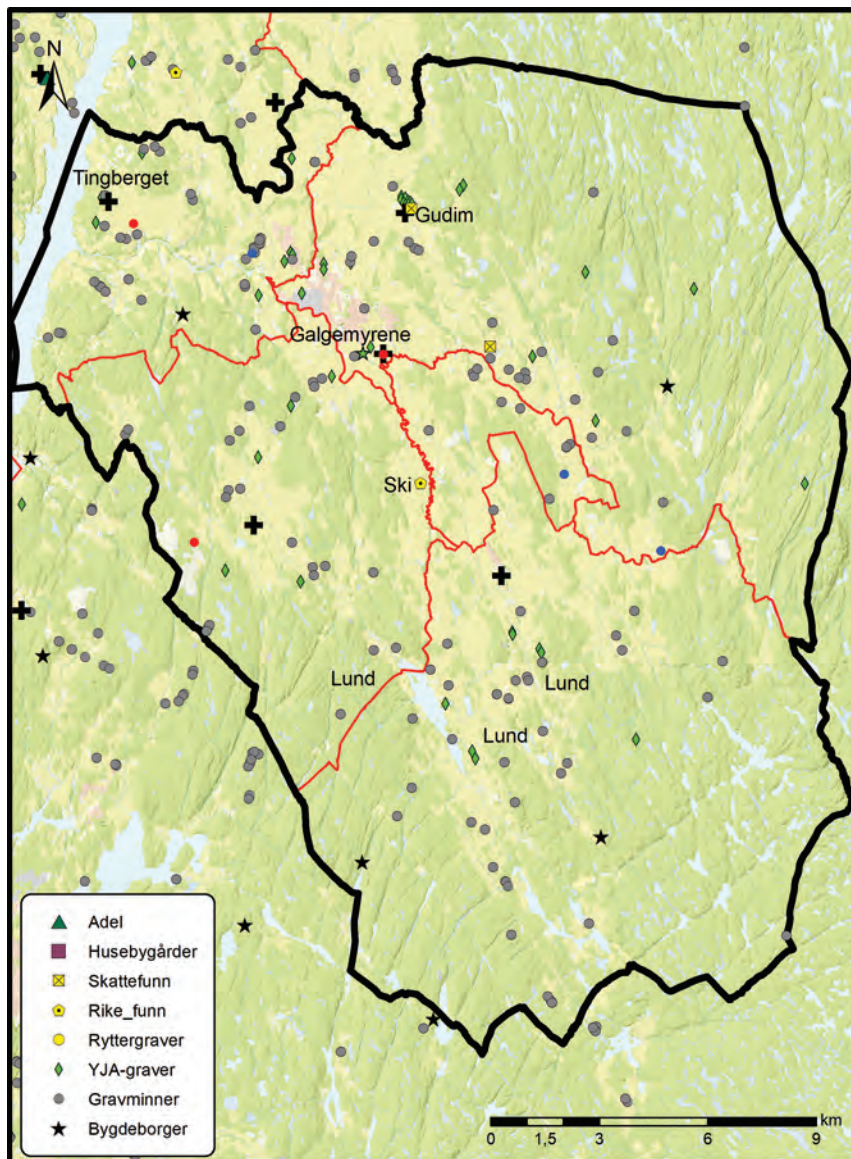 N
Tingberget
Gudim
Galgemyrene
Ski
Lund
Lund
Lund
Adel
Husebygårder
Skattefunn
Rike_funn
Ryttergraver
YJA-graver
Gravminner
Bygdeborger
km
0 1,5 3 6 9